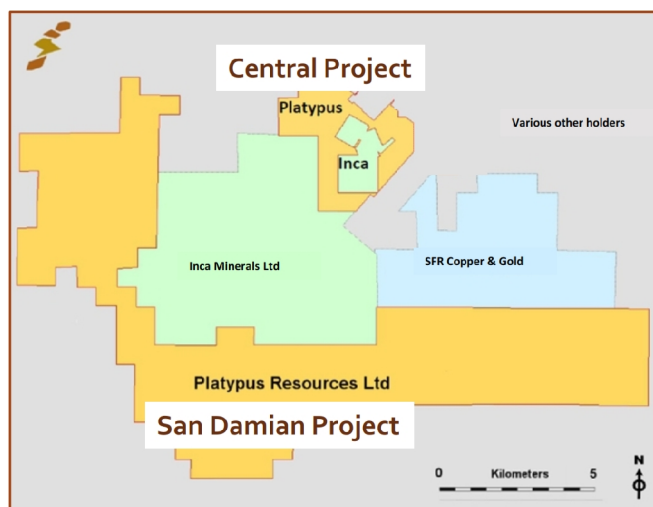 Central Project
Platypus
Various other holders
Inca
Inca Minerals Ltd
SFR Copper & Gold
Platypus Resources Ltd
San Damian Project
0 Kilometers 5
N